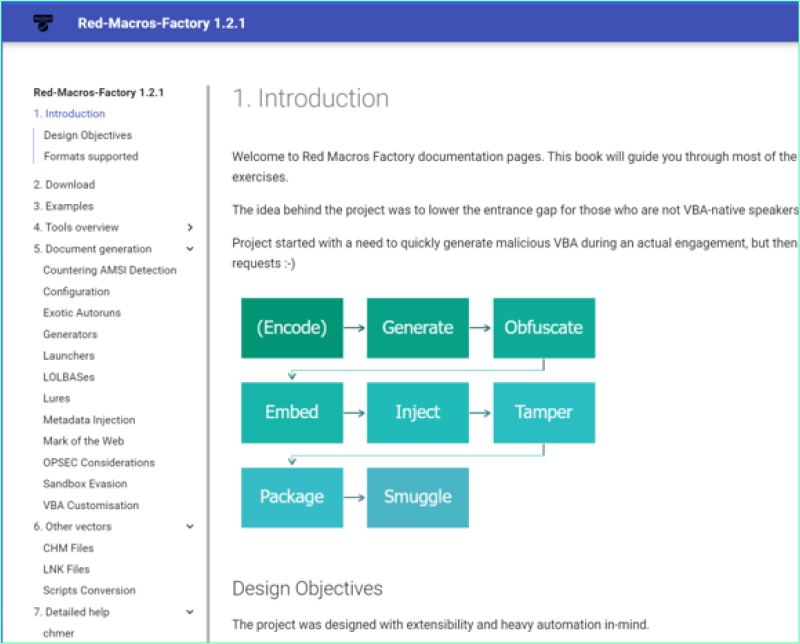 Red-Macros-Factory 1.2.1
Red-Macros-Factory 1.2.1
1. Introduction
Design Objectives
Formats supported
2. Download
3. Examples
4. Tools overview
5. Document generation
Countering AMSI Detection
Configuration
Exotic Autoruns
Generators
Launchers
LOLBASes
Lures
Metadata Injection
Mark of the Web
OPSEC Considerations
Sandbox Evasion
VBA Customisation
6. Other vectors
CHM Files
LNK Files
Scripts Conversion
7. Detailed help
chmer
1. Introduction
Welcome to Red Macros Factory documentation pages. This book will guide you through most of the
exercises.
The idea behind the project was to lower the entrance gap for those who are not VBA-native speakers
Project started with a need to quickly generate malicious VBA during an actual engagement, but then
requests :-)
(Encode) Generate Obfuscate
Embed Inject Tamper
Package Smuggle
Design Objectives
The project was designed with extensibility and heavy automation in-mind.